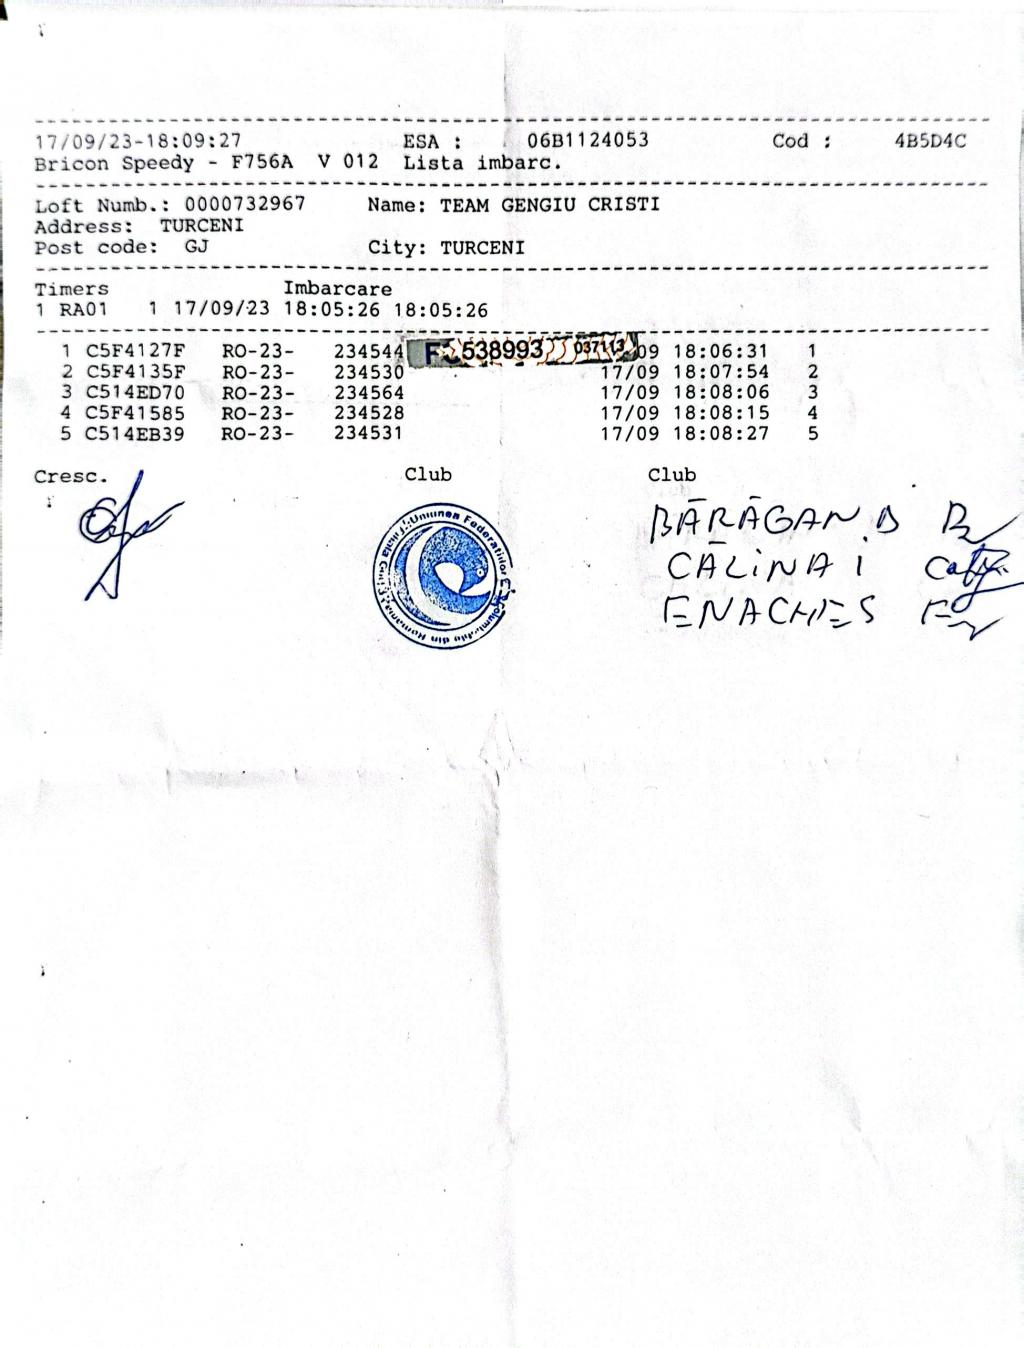 17/09/23-18:09:27 ESA : 06B1124053 Cod : 4B5D4C
Bricon Speedy - F756A V 012 Lista imbarc.
Loft Numb.: 0000732967 Name: TEAM GENGIU CRISTI
Address: TURCENI
Post code: GJ City: TURCENI
Timers Imbarcare
1 RA01 1 17/09/23 18:05:26 18:05:26
1 C5F4127F RO-23- 234544 538993 037113 09 18:06:31 1
2 C5F4135F RO-23- 234530 17/09 18:07:54 2
3 C514ED70 RO-23- 234564 17/09 18:08:06 3
4 C5F41585 RO-23- 234528 17/09 18:08:15 4
5 C514EB39 RO-23- 234531 17/09 18:08:27 5
Cresc. Club Club
Uniunea Federatiilor din Romania
BĂRĂGAN D
CĂLINA I
ENACHE S